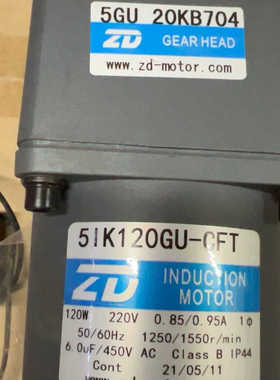 5GU 20KB704
ZD GEAR HEAD
www.zd-motor.com
5IK120GU-CFT
ZD INDUCTION
MOTOR
120W 220V 0.85/0.95A 1Φ
50/60Hz 1250/1550r/min
6.0uF/450V AC Class B IP44
Cont 21/05/11